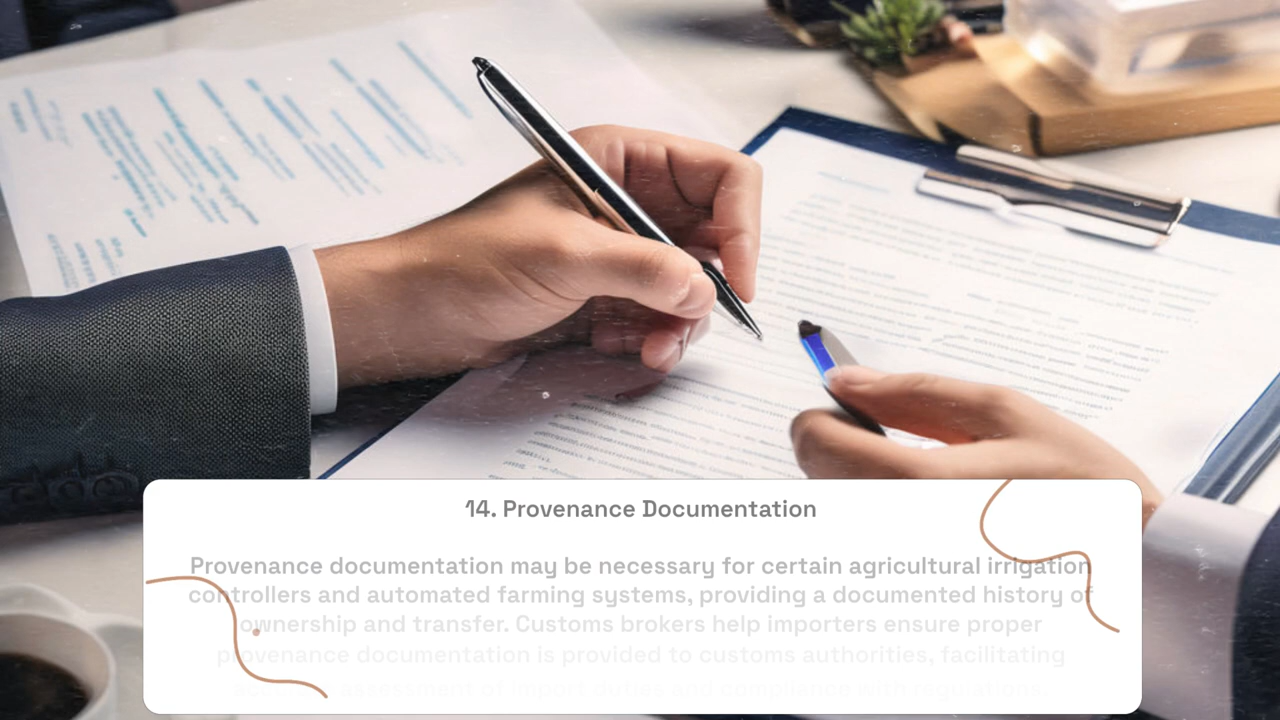 14. Provenance Documentation
Provenance documentation may be necessary for certain agricultural irrigation
controllers and automated farming systems, providing a documented history of
ownership and transfer. Customs brokers help importers ensure proper
provenance documentation is provided to customs authorities, facilitating
accurate assessment of import duties and compliance with regulations.